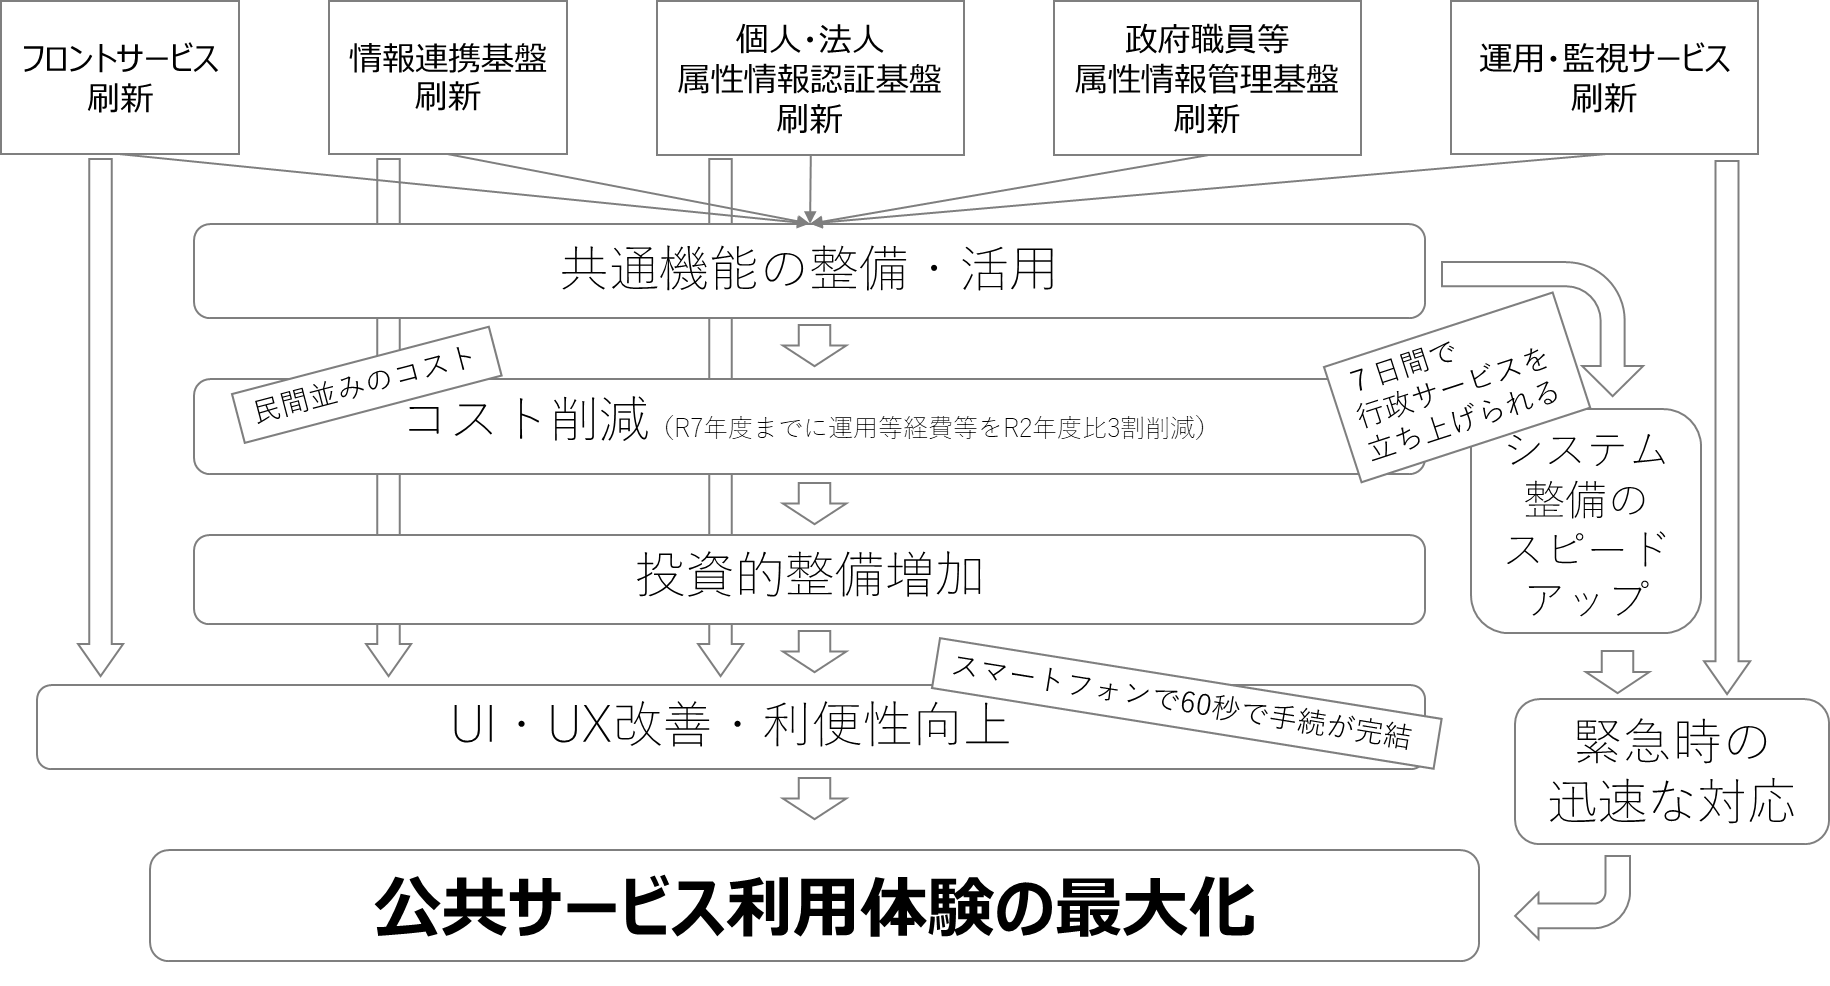 フロントサービス
刷新
情報連携基盤
刷新
個人・法人
属性情報認証基盤
刷新
政府職員等
属性情報管理基盤
刷新
運用・監視サービス
刷新
共通機能の整備・活用
民間並みのコスト
コスト削減（R7年度までに運用等経費等をR2年度比3割削減）
７日間で
行政サービスを
立ち上げられる
システム
整備の
スピード
アップ
投資的整備増加
スマートフォンで60秒で手続が完結
UI・UX改善・利便性向上
緊急時の
迅速な対応
公共サービス利用体験の最大化